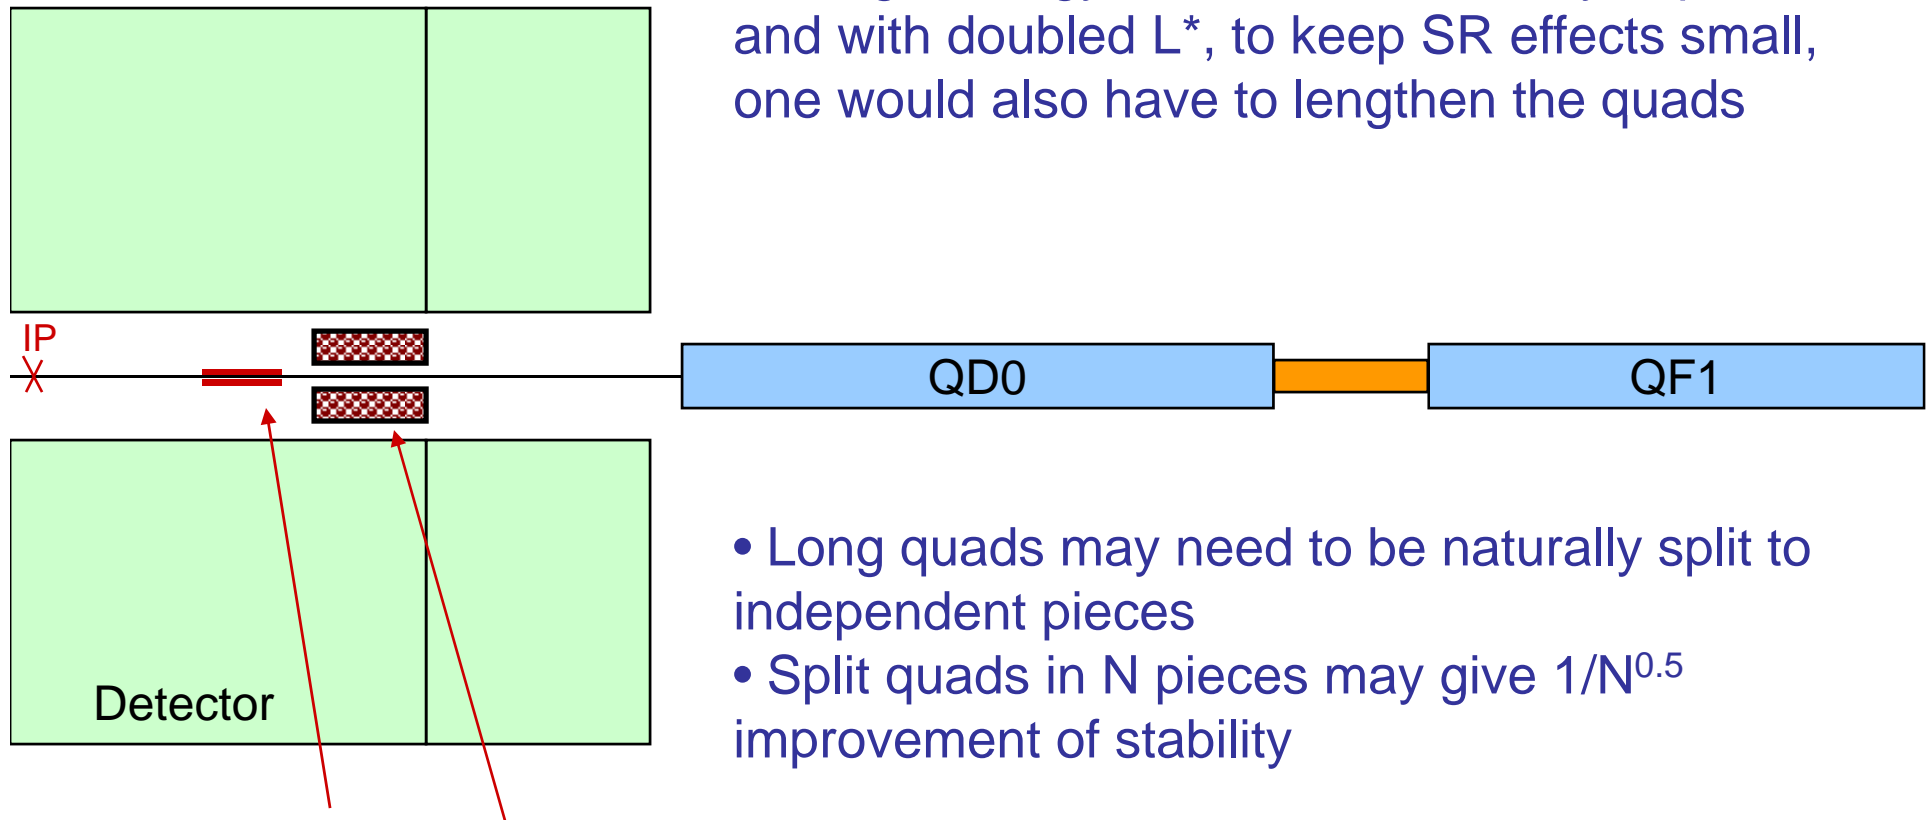 and with doubled L*, to keep SR effects small,
one would also have to lengthen the quads
IP
QD0
QF1
• Long quads may need to be naturally split to
independent pieces
• Split quads in N pieces may give 1/N^0.5
improvement of stability
Detector